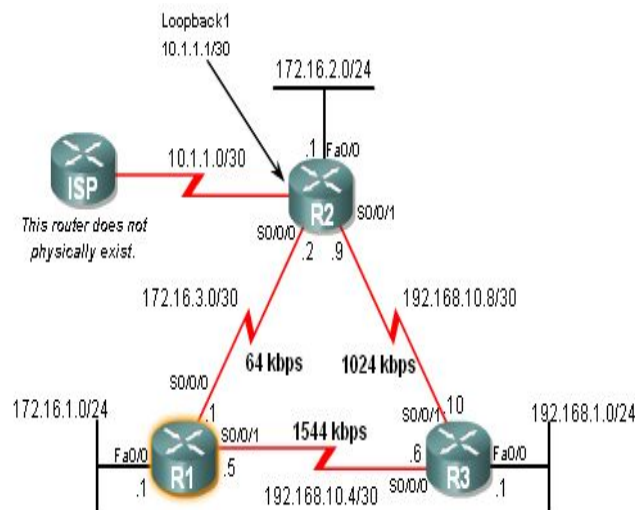 Loopback1
10.1.1.1/30
172.16.2.0/24
.1 Fa0/0
10.1.1.0/30
ISP
R2
This router does not
physically exist.
S0/0/0
S0/0/1
.2
.9
172.16.3.0/30
192.168.10.8/30
64 kbps
1024 kbps
S0/0/0
172.16.1.0/24
.1
S0/0/1
.10
192.168.1.0/24
S0/0/1
1544 kbps
Fa0/0
R1
.5
.6
R3
Fa0/0
.1
192.168.10.4/30
S0/0/0
.1